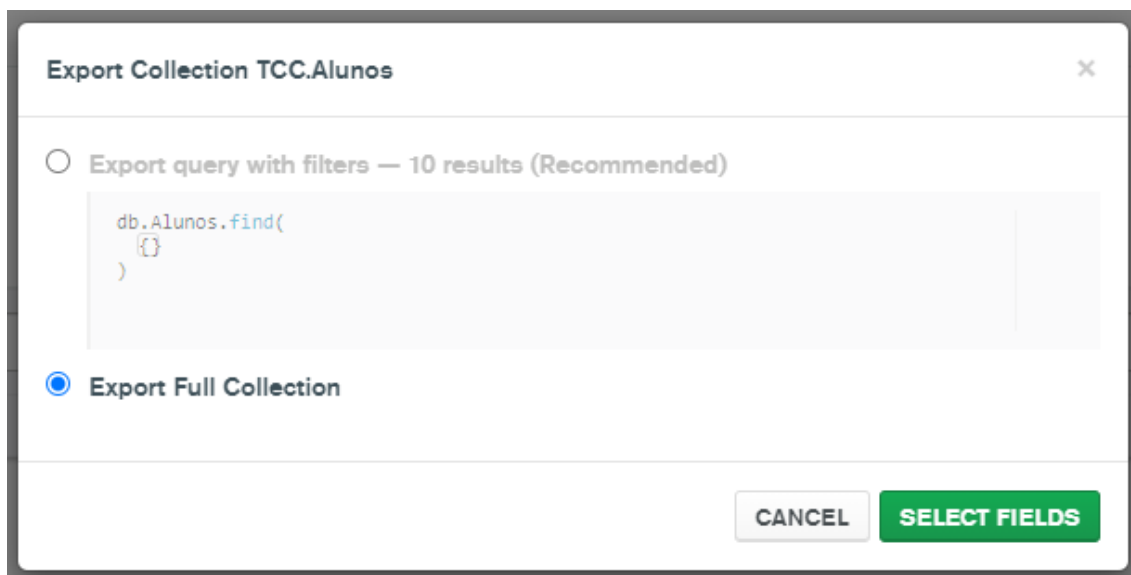 Export Collection TCC.Alunos
×
Export query with filters — 10 results (Recommended)
db.Alunos.find(
{}
)
Export Full Collection
CANCEL
SELECT FIELDS